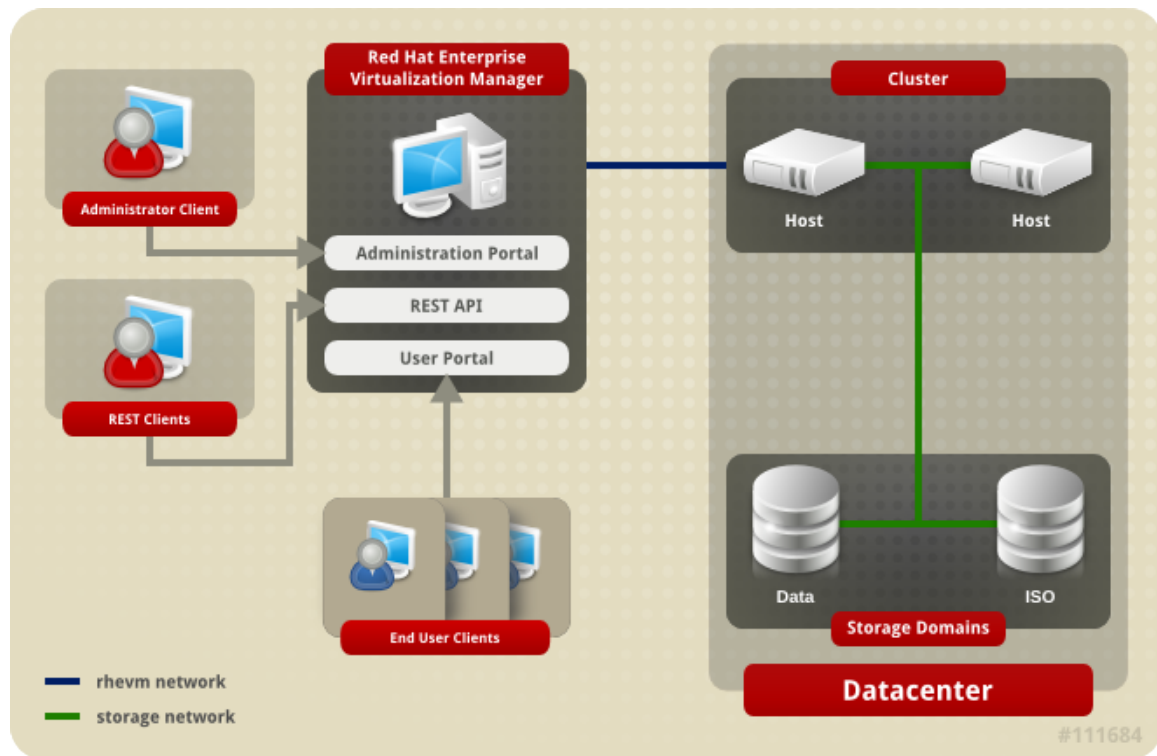 Red Hat Enterprise
Virtualization Manager
Cluster
Administrator Client
Host
Host
Administration Portal
REST API
User Portal
REST Clients
Data
ISO
Storage Domains
End User Clients
rhevm network
storage network
Datacenter
#111684